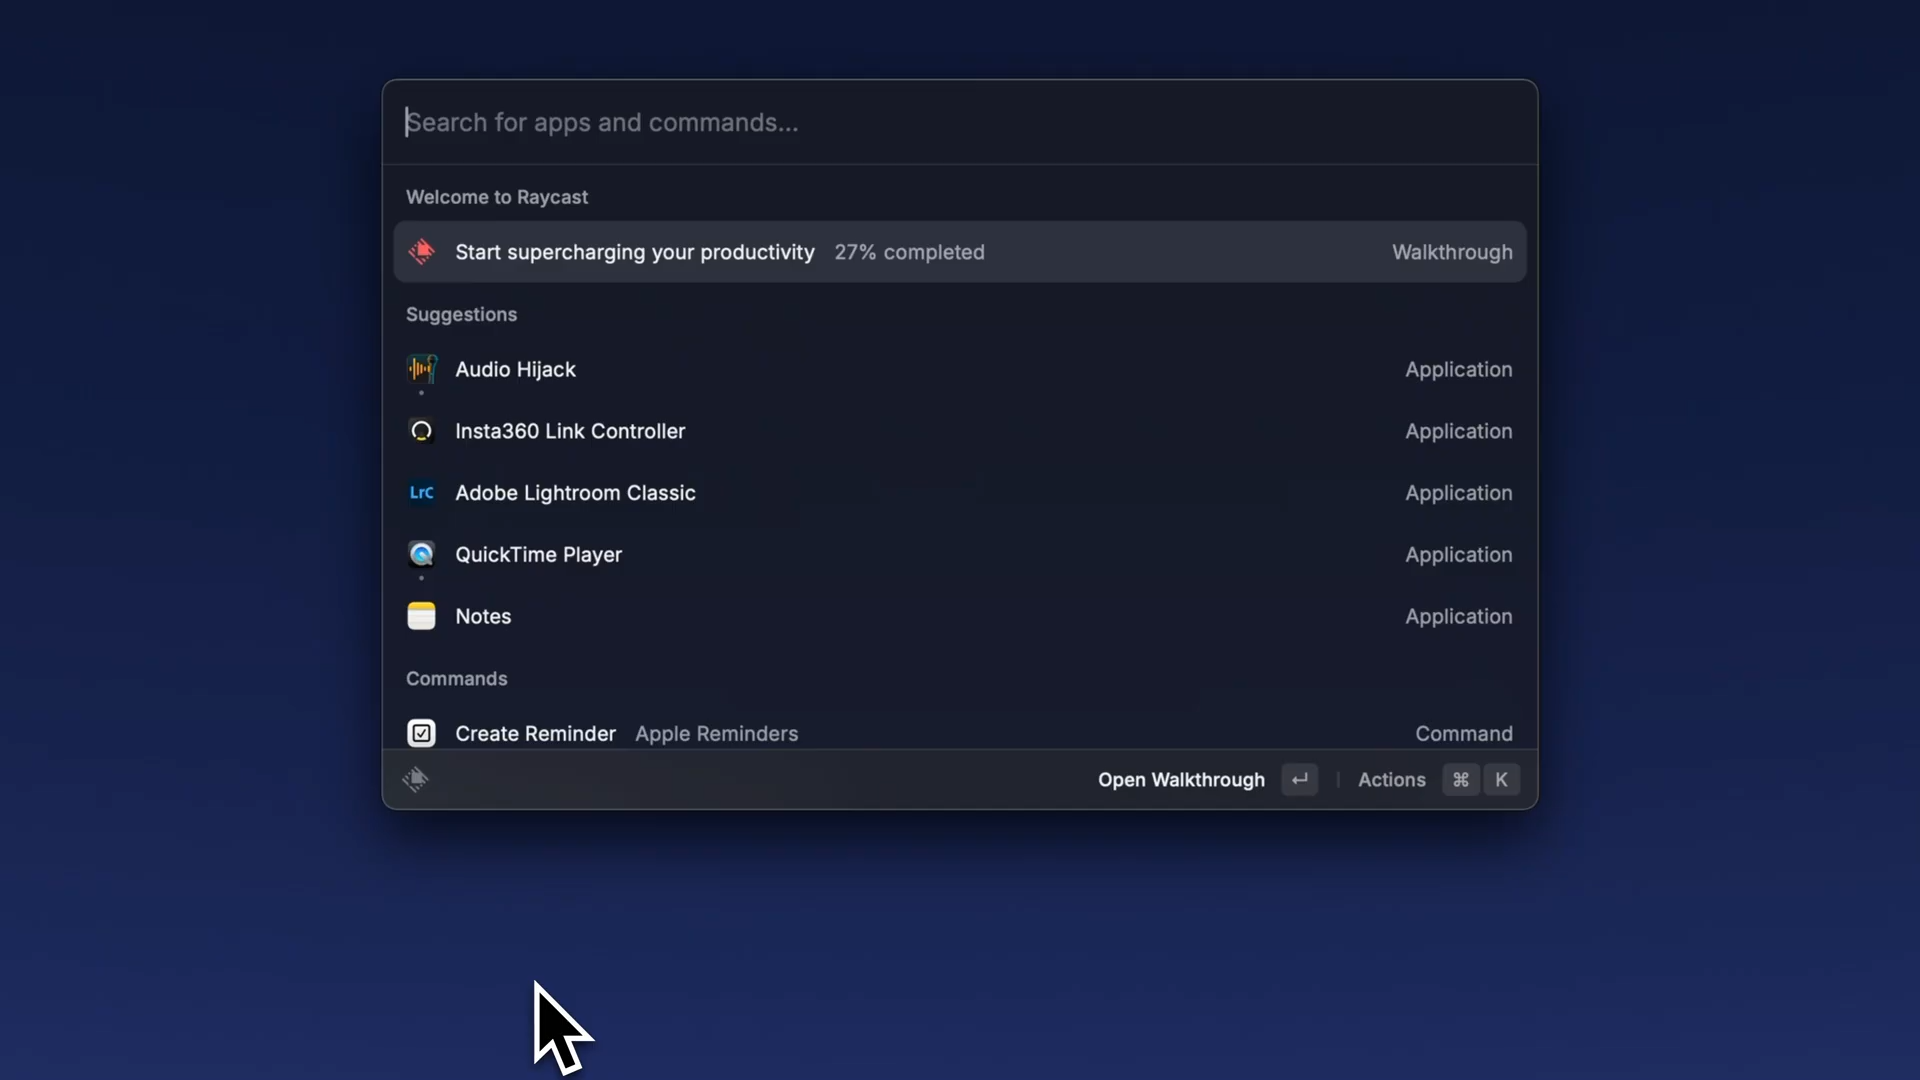 Search for apps and commands...
Welcome to Raycast
Start supercharging your productivity 27% completed Walkthrough
Suggestions
Audio Hijack Application
Insta360 Link Controller Application
LrC Adobe Lightroom Classic Application
QuickTime Player Application
Notes Application
Commands
Create Reminder Apple Reminders Command
Open Walkthrough ↵ Actions ⌘ K